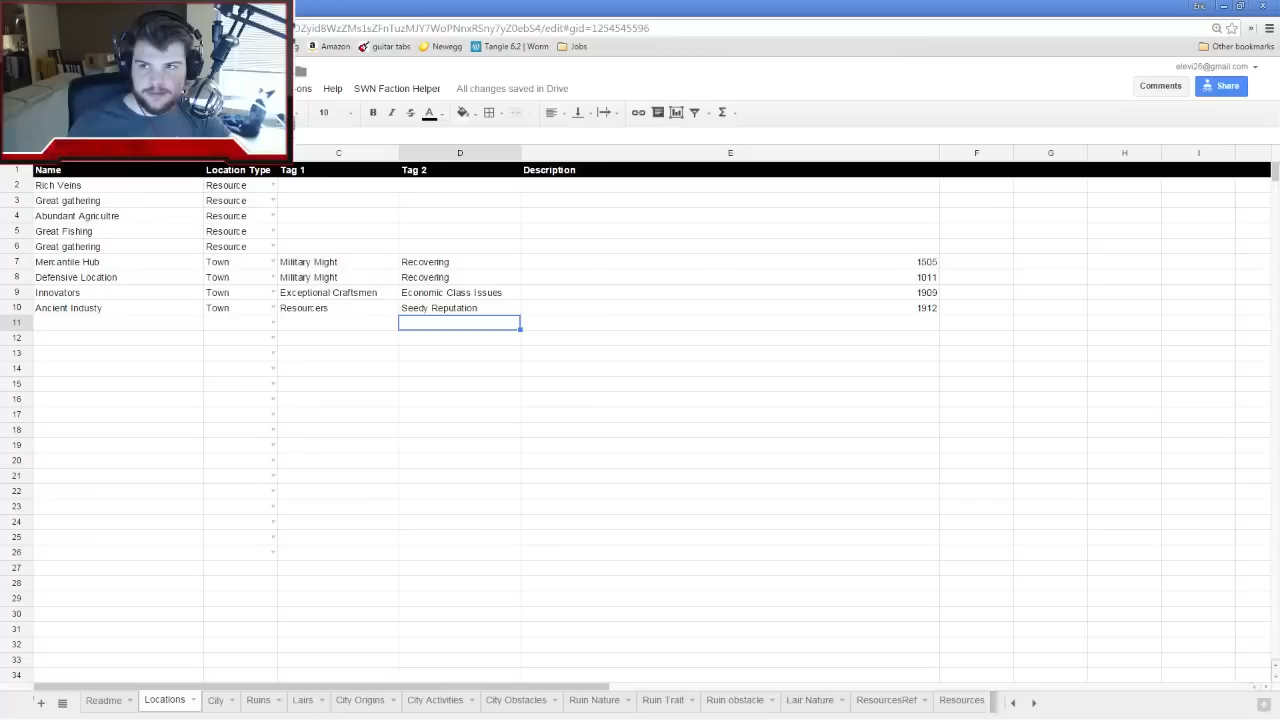 Eric
DZyid8WzZMs1sZFnTuzMJY7WoPNnxRSny7yZ0ebS4/edit#gid=1254545596
Amazon guitar tabs Newegg Tangle 6.2 | Worm Jobs Other bookmarks
elevi26@gmail.com
-ons Help SWN Faction Helper All changes saved in Drive Comments Share
10 B I S A Σ
C D E F G H I
1 Name Location Type Tag 1 Tag 2 Description
2 Rich Veins Resource
3 Great gathering Resource
4 Abundant Agricultre Resource
5 Great Fishing Resource
6 Great gathering Resource
7 Mercantile Hub Town Military Might Recovering 1505
8 Defensive Location Town Military Might Recovering 1011
9 Innovators Town Exceptional Craftsmen Economic Class Issues 1909
10 Ancient Industy Town Resourcers Seedy Reputation 1912
11
12
13
14
15
16
17
18
19
20
21
22
23
24
25
26
27
28
29
30
31
32
33
34
Readme Locations City Ruins Lairs City Origins City Activities City Obstacles Ruin Nature Ruin Trait Ruin obstacle Lair Nature ResourcesRef Resources